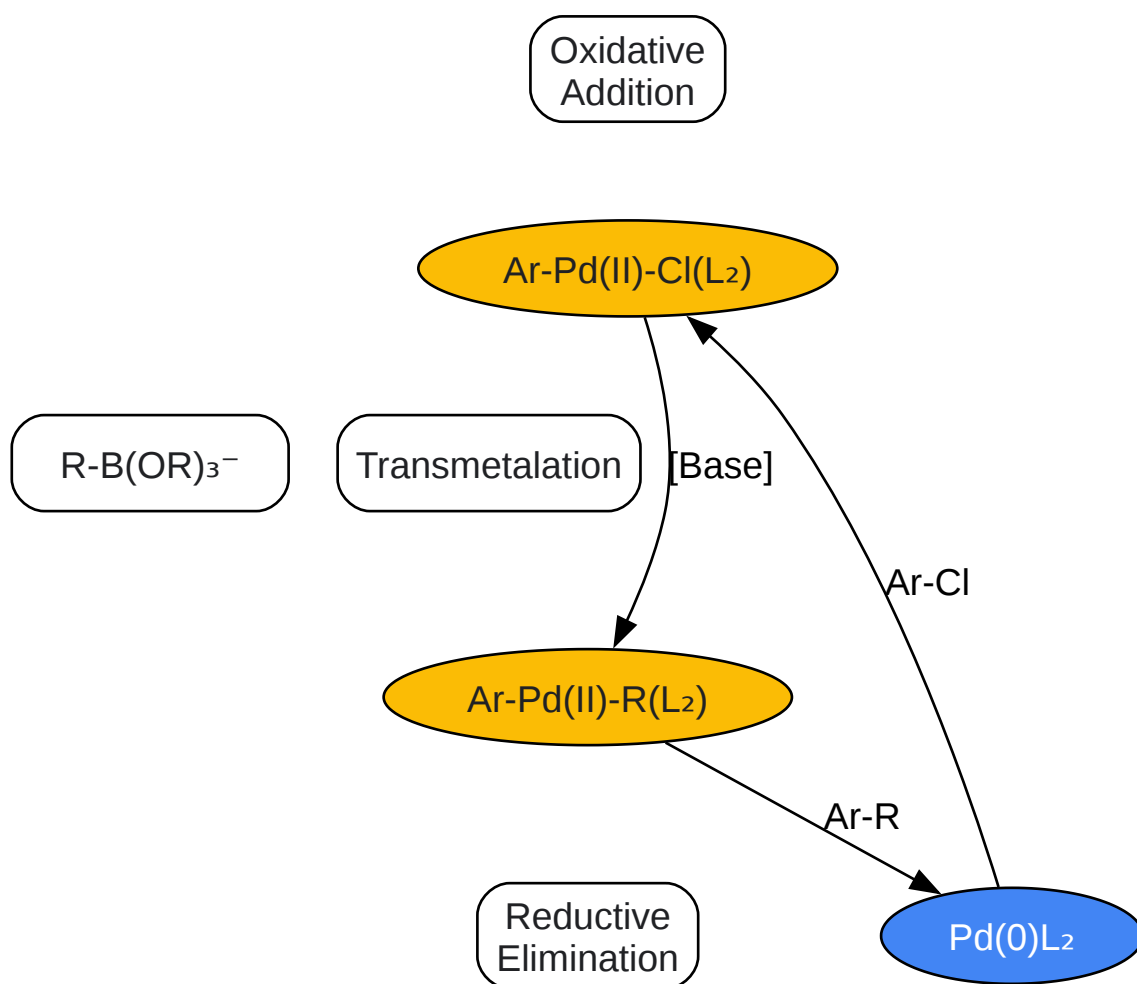 Oxidative
Addition
Ar-Pd(II)-Cl(L₂)
R-B(OR)₃⁻
Transmetalation
[Base]
Ar-Cl
Ar-Pd(II)-R(L₂)
Ar-R
Reductive
Elimination
Pd(0)L₂